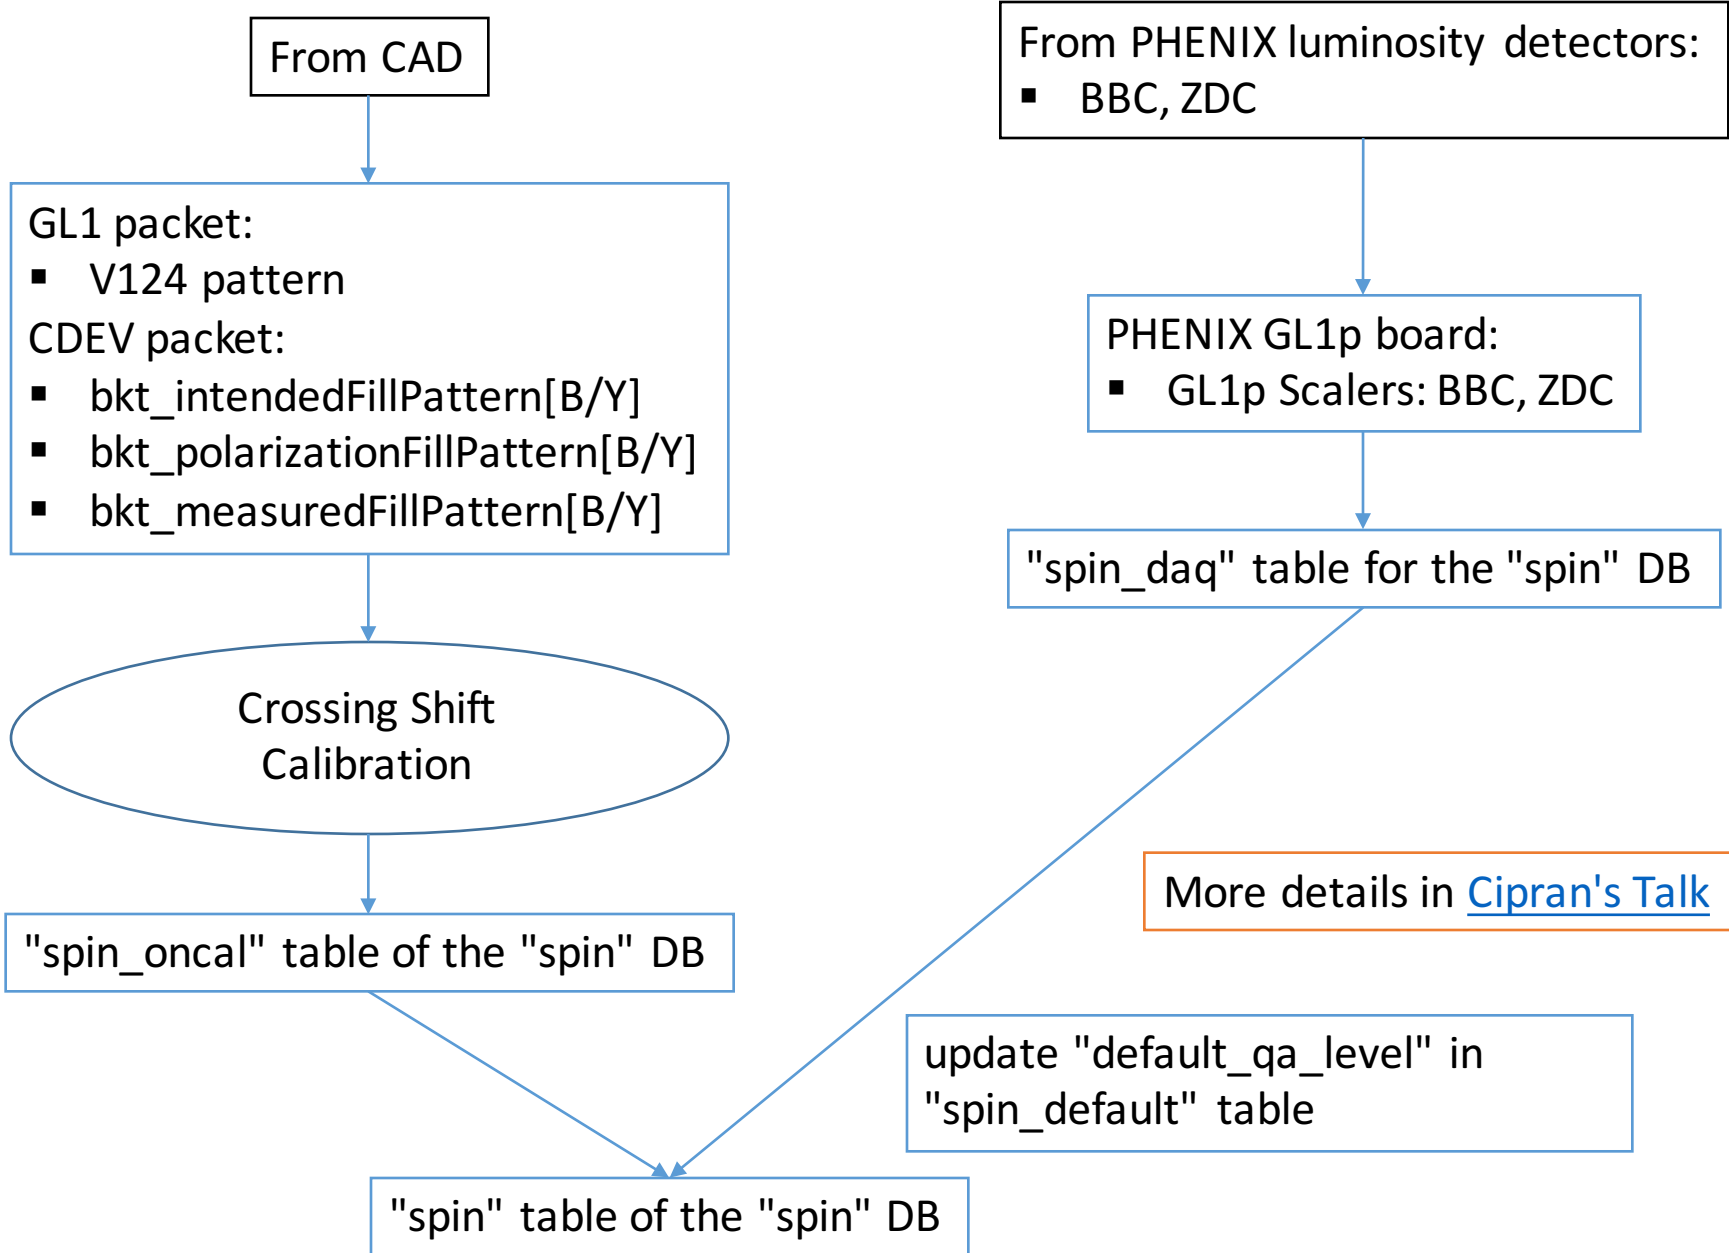 From CAD
GL1 packet:
▪ V124 pattern
CDEV packet:
▪ bkt_intendedFillPattern[B/Y]
▪ bkt_polarizationFillPattern[B/Y]
▪ bkt_measuredFillPattern[B/Y]
Crossing Shift
Calibration
"spin_oncal" table of the "spin" DB
From PHENIX luminosity detectors:
▪ BBC, ZDC
PHENIX GL1p board:
▪ GL1p Scalers: BBC, ZDC
"spin_daq" table for the "spin" DB
More details in Cipran's Talk
update "default_qa_level" in
"spin_default" table
"spin" table of the "spin" DB